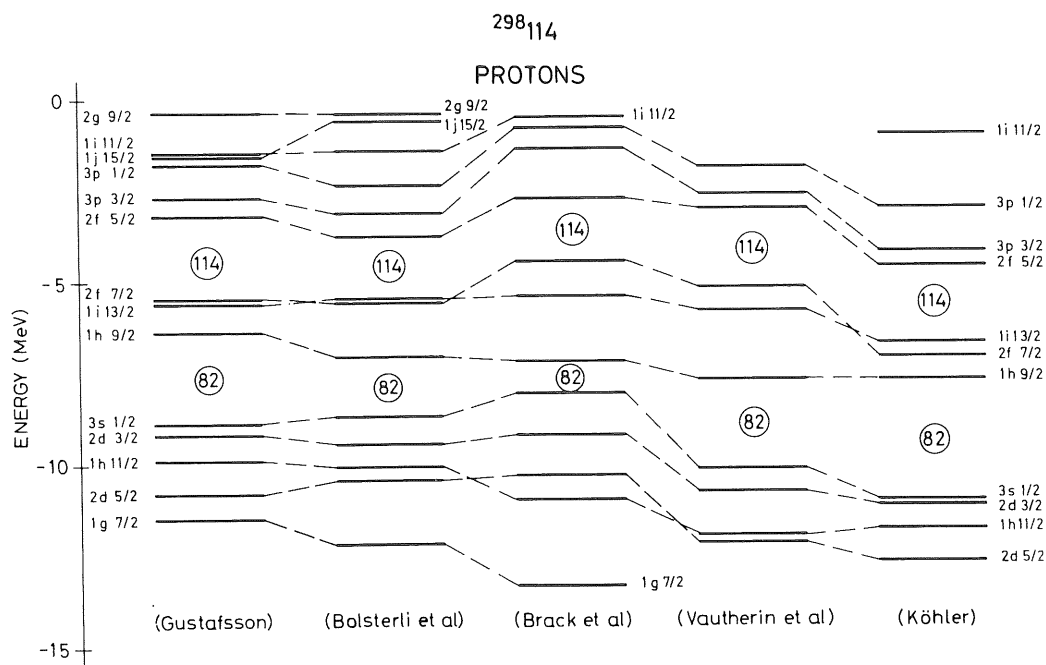 298 114
PROTONS
ENERGY (MeV)
0
-5
-10
-15
2g 9/2
1i 11/2
1j 15/2
3p 1/2
3p 3/2
2f 5/2
114
2f 7/2
1i 13/2
1h 9/2
82
3s 1/2
2d 3/2
1h 11/2
2d 5/2
1g 7/2
(Gustafsson)
2g 9/2
1j 15/2
114
82
(Bolsterli et al)
1i 11/2
114
82
1g 7/2
(Brack et al)
114
82
(Vautherin et al)
1i 11/2
3p 1/2
3p 3/2
2f 5/2
114
1i 13/2
2f 7/2
1h 9/2
82
3s 1/2
2d 3/2
1h 11/2
2d 5/2
(Köhler)